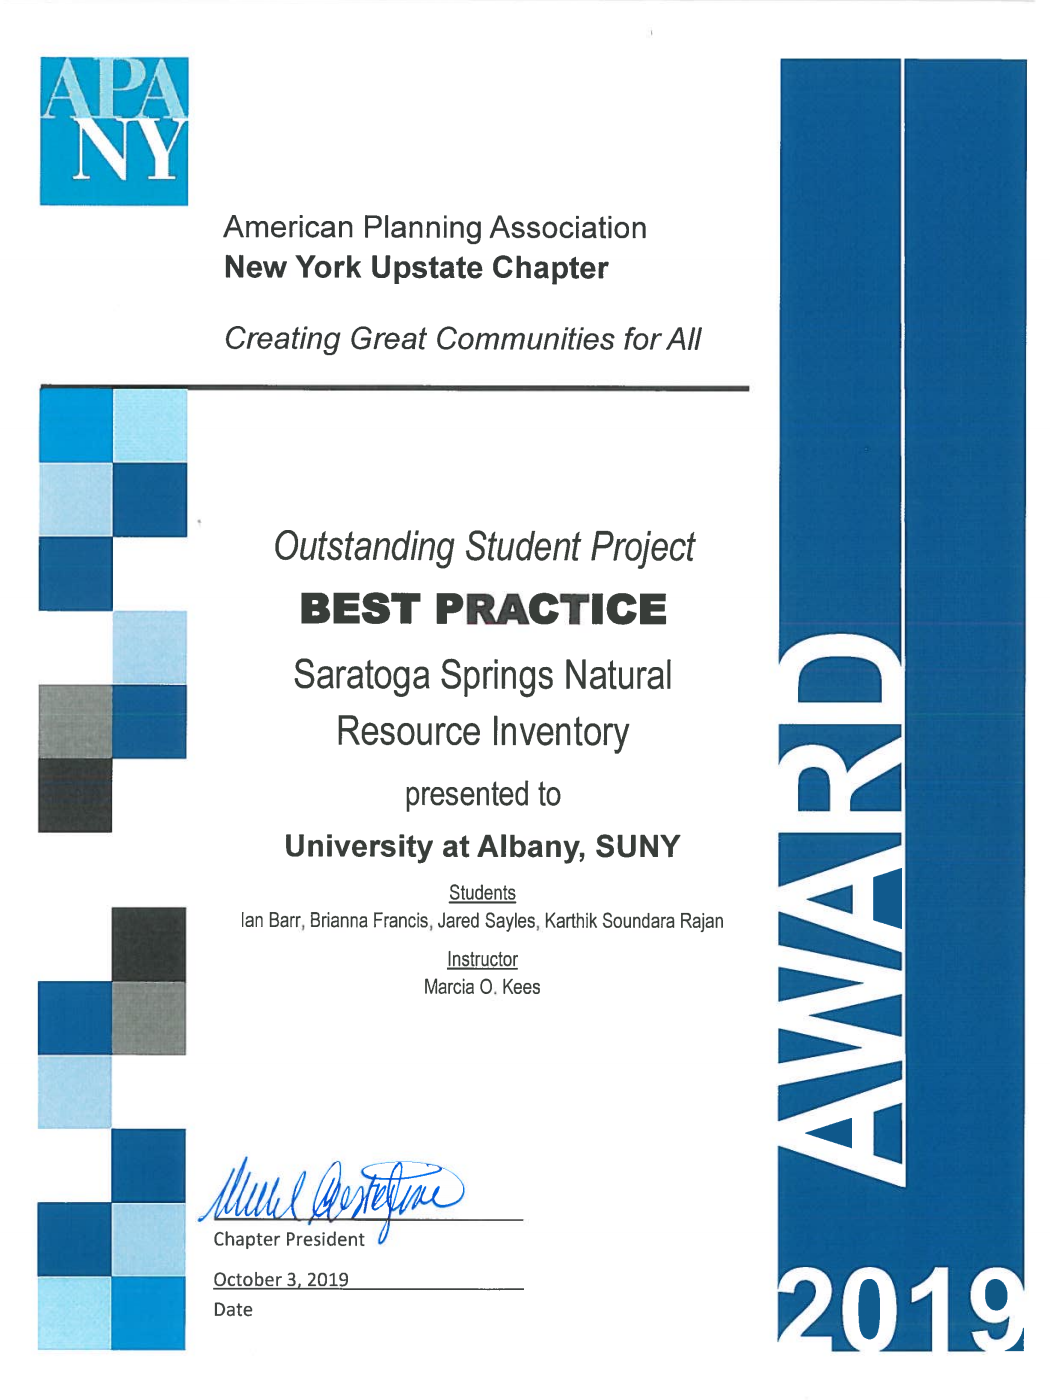 APA
NY
American Planning Association
New York Upstate Chapter
Creating Great Communities for All
Outstanding Student Project
BEST PRACTICE
Saratoga Springs Natural
Resource Inventory
presented to
University at Albany, SUNY
Students
Ian Barr, Brianna Francis, Jared Sayles, Karthik Soundara Rajan
Instructor
Marcia O. Kees
Chapter President
October 3, 2019
Date
AWARD
2019